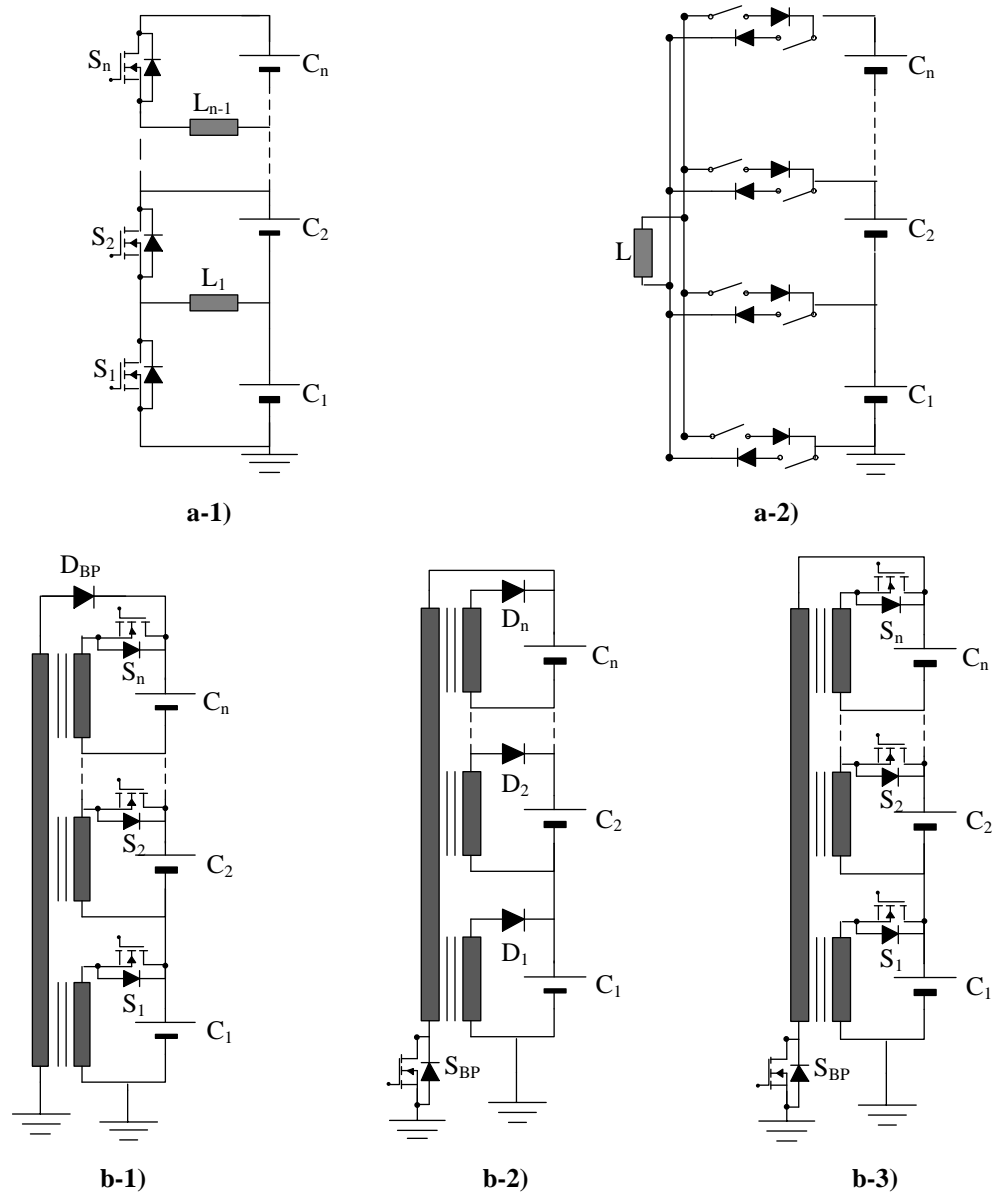 Sn
Cn
Ln-1
S2
C2
L1
S1
C1
a-1)
Cn
C2
L
C1
a-2)
DBP
Sn
Cn
S2
C2
S1
C1
b-1)
Dn
Cn
D2
C2
D1
C1
SBP
b-2)
Sn
Cn
S2
C2
S1
C1
SBP
b-3)